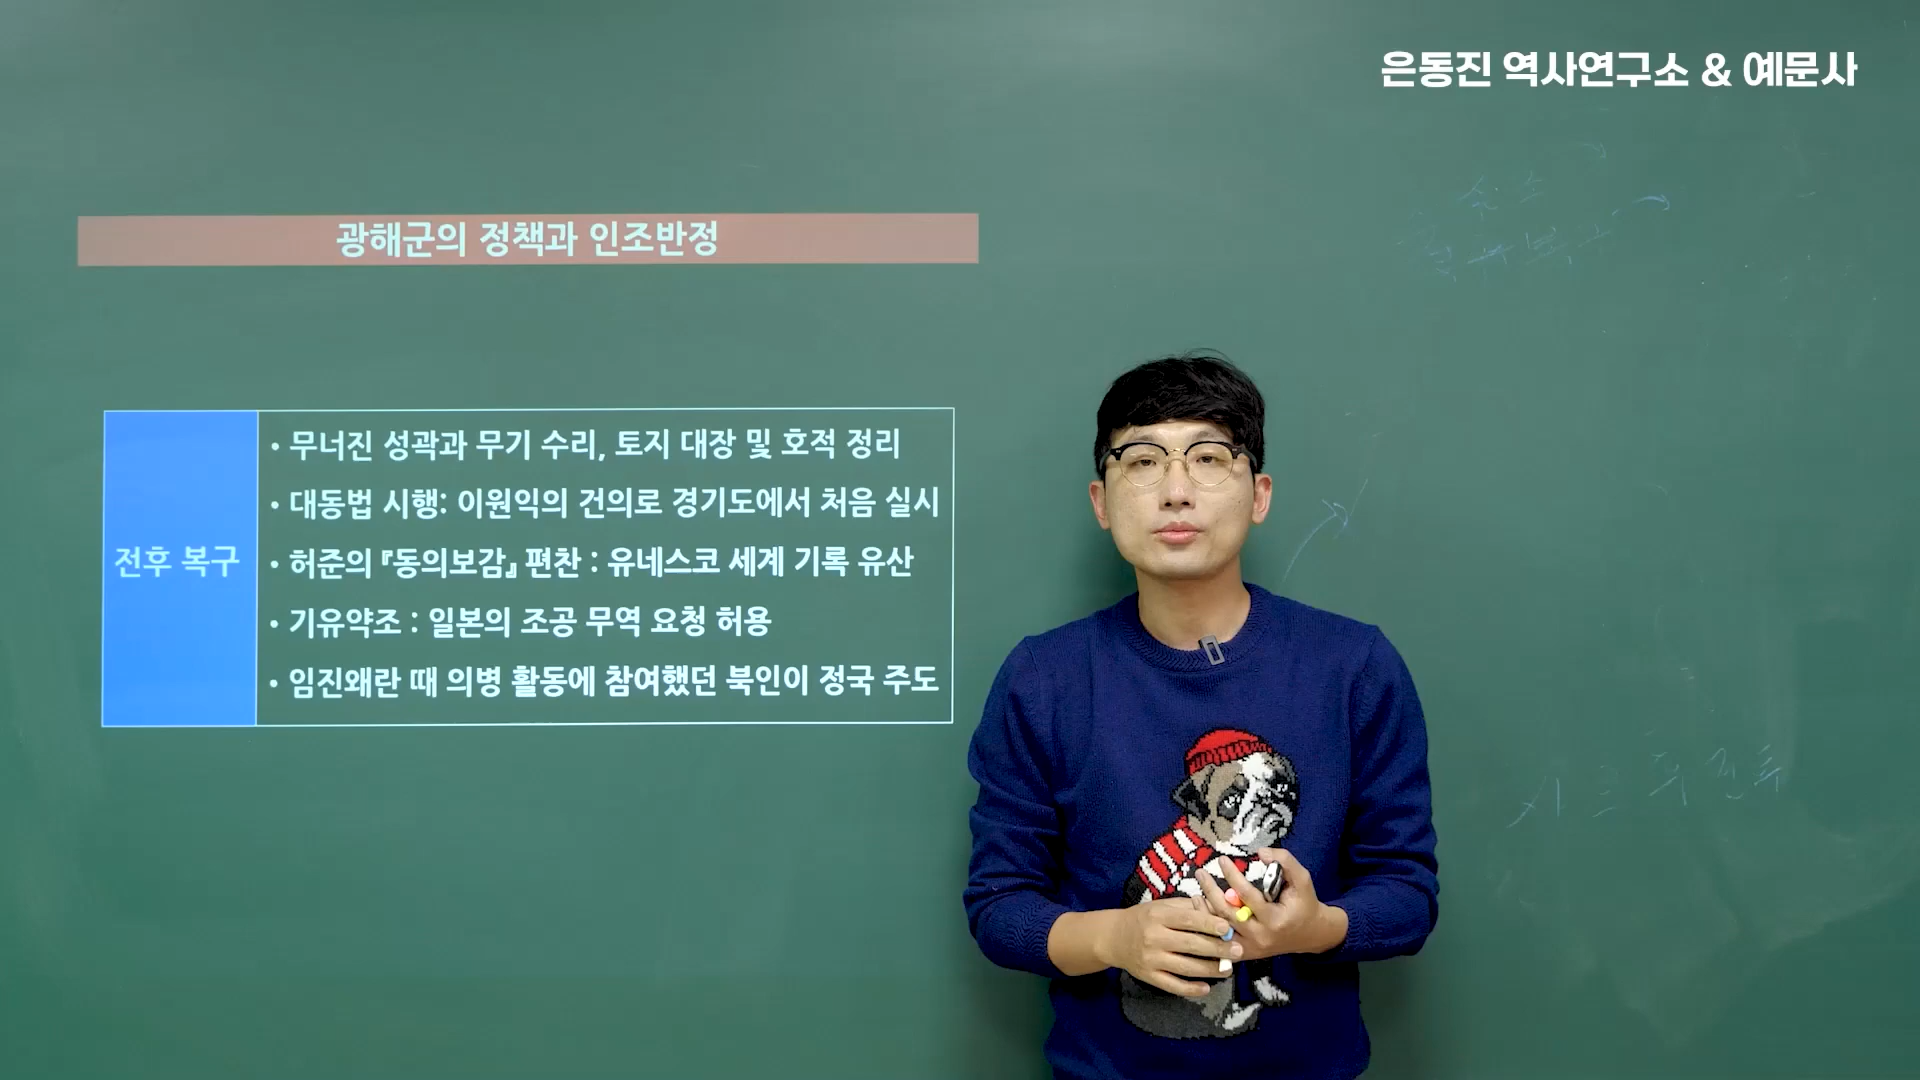 은동진 역사연구소 & 예문사
광해군의 정책과 인조반정
전후 복구
• 무너진 성곽과 무기 수리, 토지 대장 및 호적 정리
• 대동법 시행: 이원익의 건의로 경기도에서 처음 실시
• 허준의 『동의보감』 편찬 : 유네스코 세계 기록 유산
• 기유약조 : 일본의 조공 무역 요청 허용
• 임진왜란 때 의병 활동에 참여했던 북인이 정국 주도